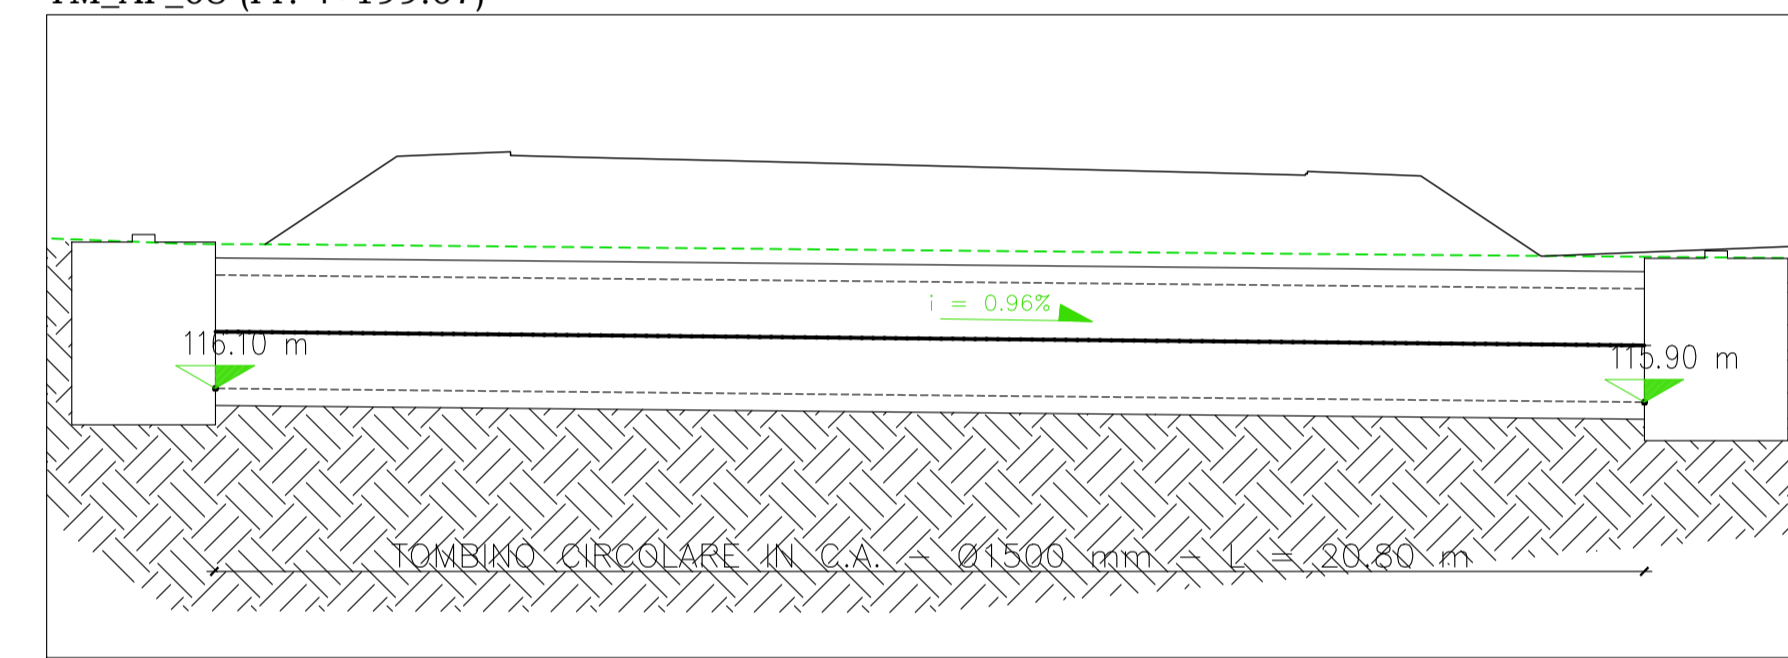 i = 0.96%
116.10 m
115.90 m
TOMBINO CIRCOLARE IN C.A. - Ø1500 mm - L = 20.80 m